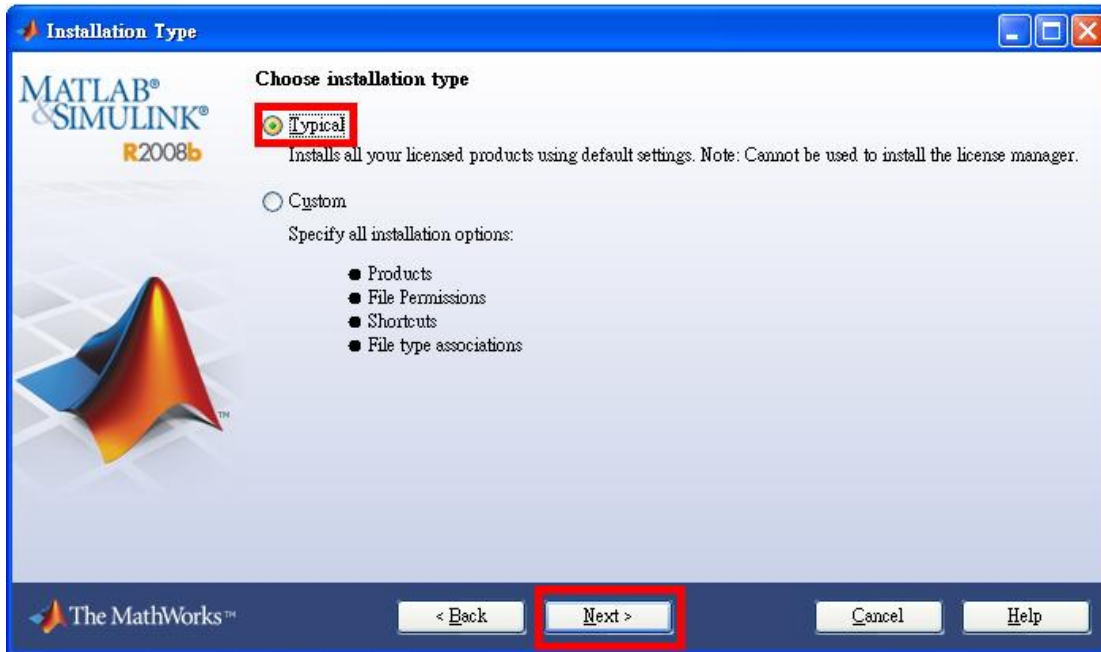 Installation Type
MATLAB®
&SIMULINK®
R2008b
Choose installation type
Typical
Installs all your licensed products using default settings. Note: Cannot be used to install the license manager.
Custom
Specify all installation options:
● Products
● File Permissions
● Shortcuts
● File type associations
TM
The MathWorks™
< Back
Next >
Cancel
Help